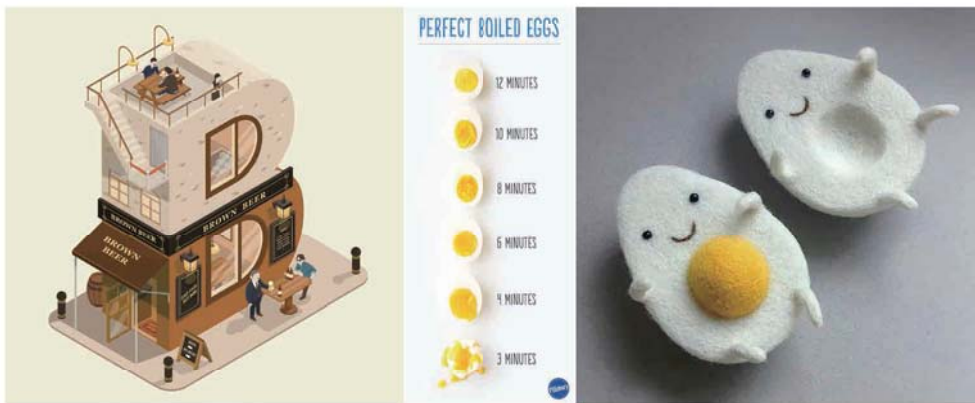 BROWN BEER
BROWN BEER
BROWN
BEER
PERFECT BOILED EGGS
12 MINUTES
10 MINUTES
8 MINUTES
6 MINUTES
4 MINUTES
3 MINUTES
Pillsbury